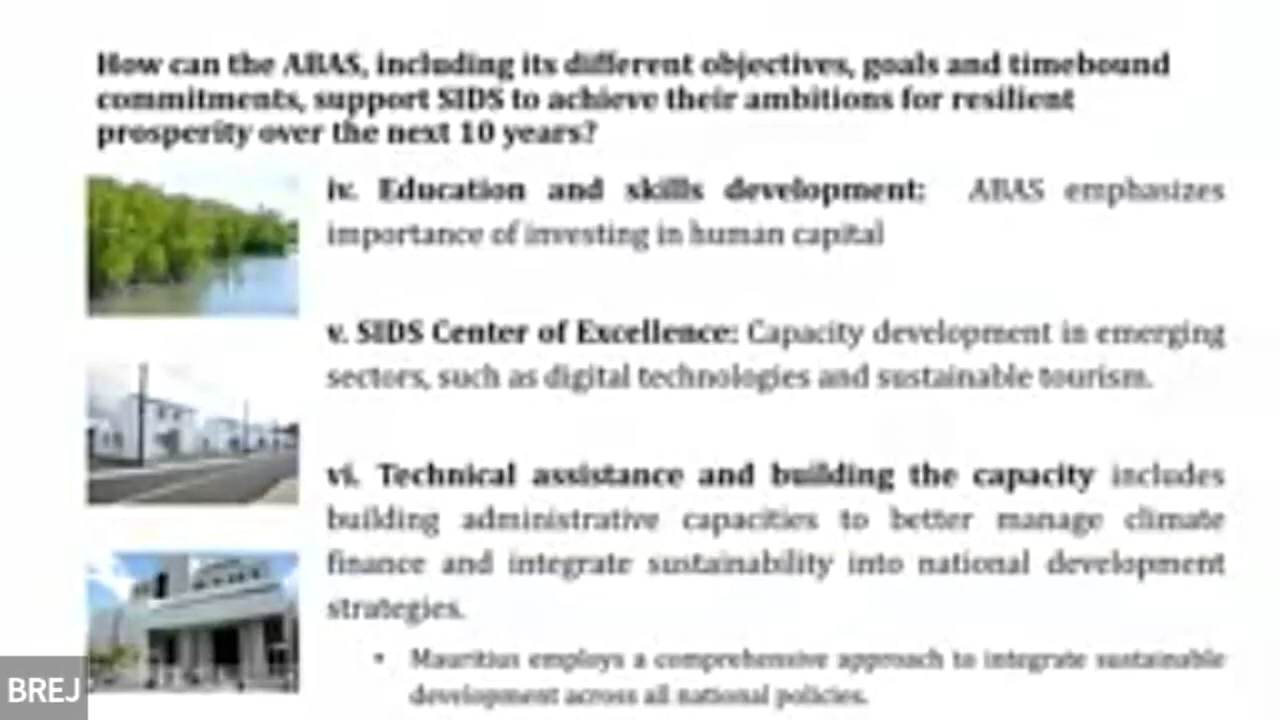 How can the ABAS, including its different objectives, goals and timebound
commitments, support SIDS to achieve their ambitions for resilient
prosperity over the next 10 years?
iv. Education and skills development: ABAS emphasizes
importance of investing in human capital
v. SIDS Center of Excellence: Capacity development in emerging
sectors, such as digital technologies and sustainable tourism.
vi. Technical assistance and building the capacity includes
building administrative capacities to better manage climate
finance and integrate sustainability into national development
strategies.
• Mauritius employs a comprehensive approach to integrate sustainable
development across all national policies.
BREJ